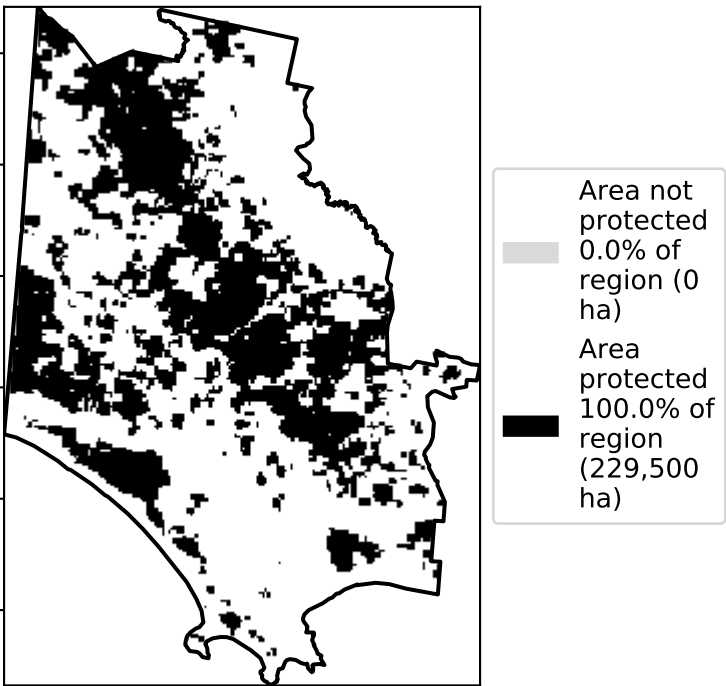 Area not
protected
0.0% of
region (0
ha)
Area
protected
100.0% of
region
(229,500
ha)